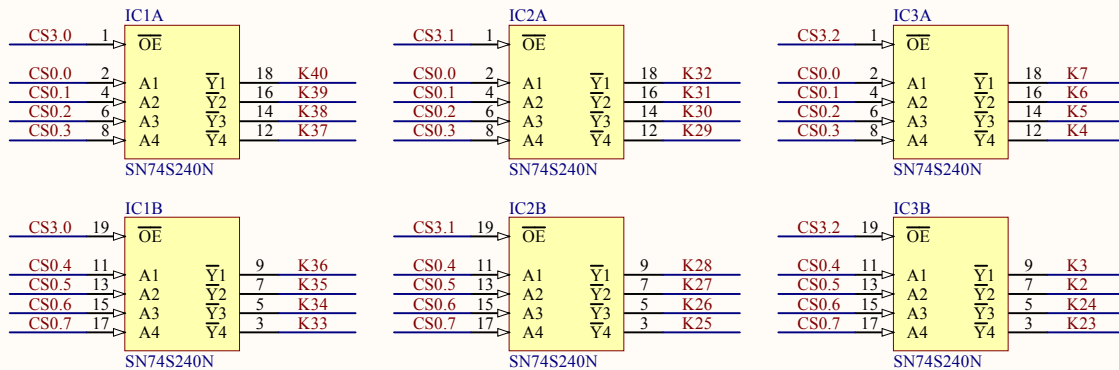 IC1A IC2A IC3A
CS3.0 1 OE CS3.1 1 OE CS3.2 1 OE
CS0.0 2 A1 Y1 18 K40 CS0.0 2 A1 Y1 18 K32 CS0.0 2 A1 Y1 18 K7
CS0.1 4 A2 Y2 16 K39 CS0.1 4 A2 Y2 16 K31 CS0.1 4 A2 Y2 16 K6
CS0.2 6 A3 Y3 14 K38 CS0.2 6 A3 Y3 14 K30 CS0.2 6 A3 Y3 14 K5
CS0.3 8 A4 Y4 12 K37 CS0.3 8 A4 Y4 12 K29 CS0.3 8 A4 Y4 12 K4
SN74S240N SN74S240N SN74S240N
IC1B IC2B IC3B
CS3.0 19 OE CS3.1 19 OE CS3.2 19 OE
CS0.4 11 A1 Y1 9 K36 CS0.4 11 A1 Y1 9 K28 CS0.4 11 A1 Y1 9 K3
CS0.5 13 A2 Y2 7 K35 CS0.5 13 A2 Y2 7 K27 CS0.5 13 A2 Y2 7 K2
CS0.6 15 A3 Y3 5 K34 CS0.6 15 A3 Y3 5 K26 CS0.6 15 A3 Y3 5 K24
CS0.7 17 A4 Y4 3 K33 CS0.7 17 A4 Y4 3 K25 CS0.7 17 A4 Y4 3 K23
SN74S240N SN74S240N SN74S240N